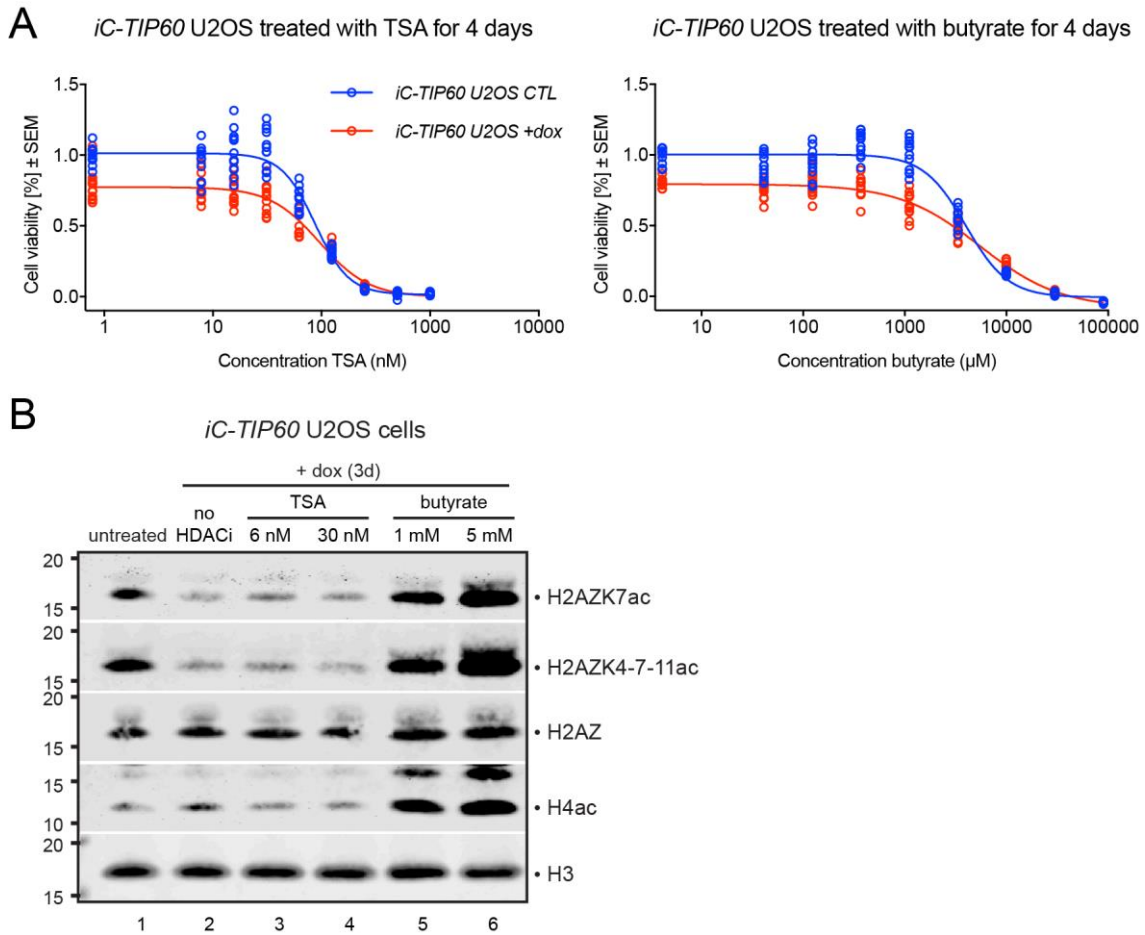 A
iC-TIP60 U2OS treated with TSA for 4 days
iC-TIP60 U2OS treated with butyrate for 4 days
Cell viability [%] ± SEM
1.5
1.0
0.5
0.0
iC-TIP60 U2OS CTL
iC-TIP60 U2OS +dox
1 10 100 1000 10000
Concentration TSA (nM)
Cell viability [%] ± SEM
1.5
1.0
0.5
0.0
10 100 1000 10000 100000
Concentration butyrate (µM)
B
iC-TIP60 U2OS cells
+ dox (3d)
TSA butyrate
no
untreated HDACi 6 nM 30 nM 1 mM 5 mM
20
15 • H2AZK7ac
20
15 • H2AZK4-7-11ac
20
15 • H2AZ
15
10 • H4ac
20
15 • H3
1 2 3 4 5 6